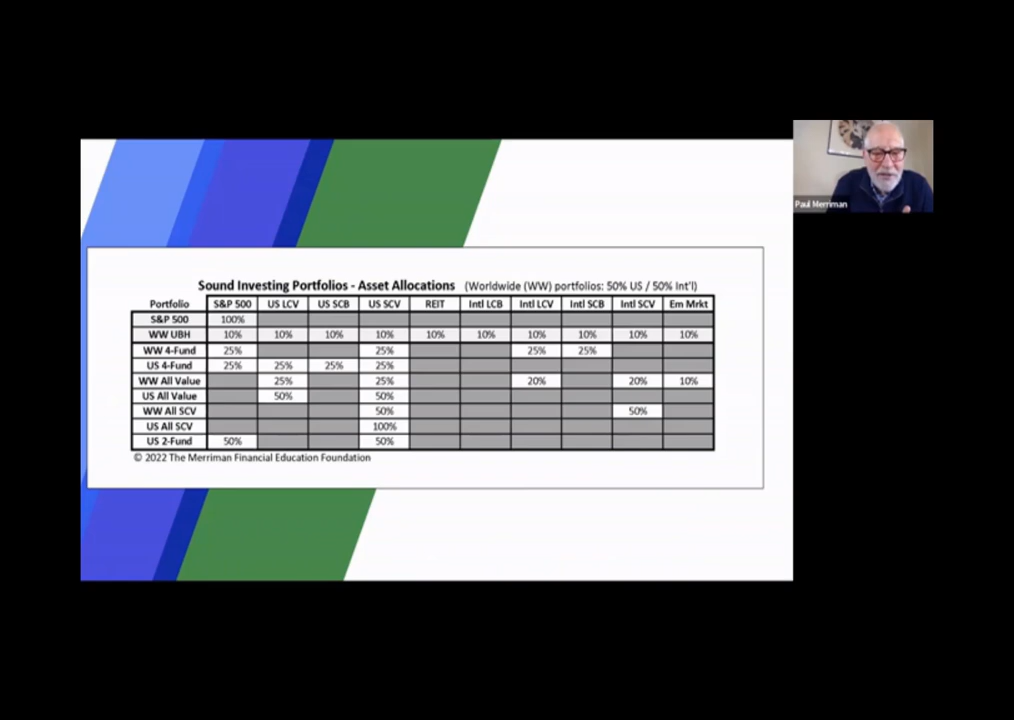 Paul Merriman
Sound Investing Portfolios - Asset Allocations (Worldwide (WW) portfolios: 50% US / 50% Int'l)
Portfolio S&P 500 US LCV US SCB US SCV REIT Intl LCB Intl LCV Intl SCB Intl SCV Em Mrkt
S&P 500 100%
WW UBH 10% 10% 10% 10% 10% 10% 10% 10% 10% 10%
WW 4-Fund 25% 25% 25% 25%
US 4-Fund 25% 25% 25% 25%
WW All Value 25% 25% 20% 20% 10%
US All Value 50% 50%
WW All SCV 50% 50%
US All SCV 100%
US 2-Fund 50% 50%
© 2022 The Merriman Financial Education Foundation